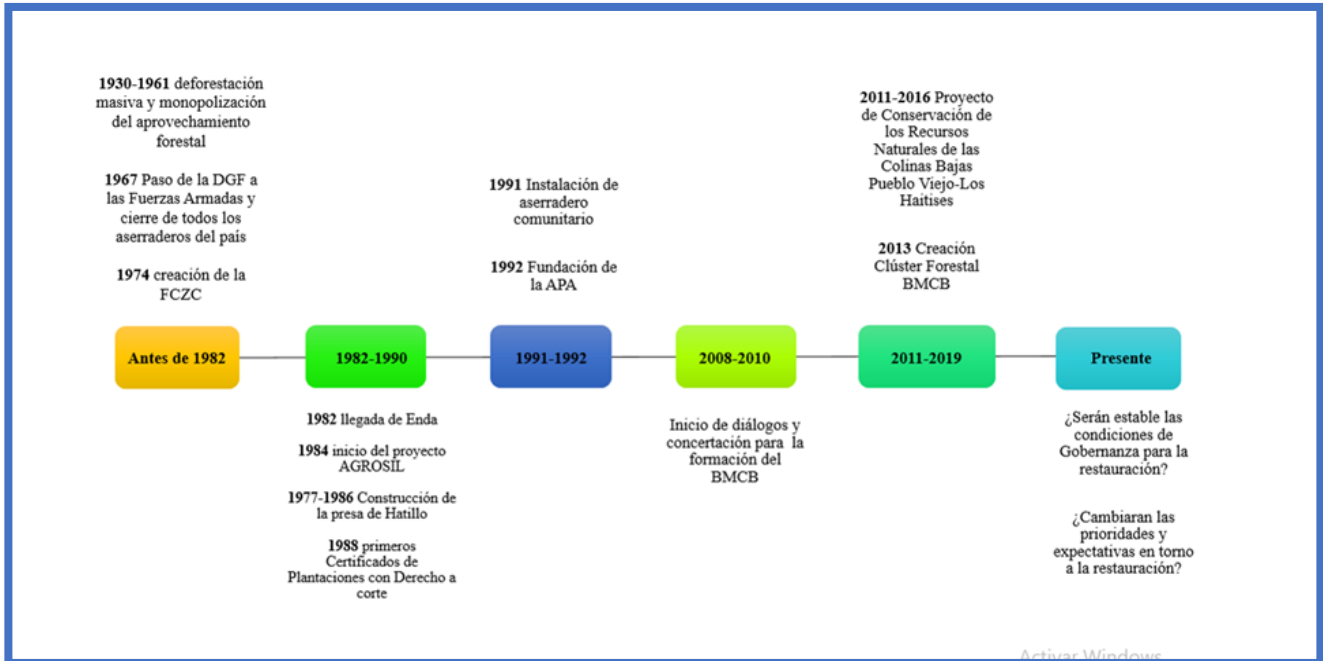 1930-1961 deforestación
masiva y monopolización
del aprovechamiento
forestal
1967 Paso de la DGF a
las Fuerzas Armadas y
cierre de todos los
aserraderos del país
1974 creación de la
FCZC
1991 Instalación de
aserradero
comunitario
1992 Fundación de
la APA
2011-2016 Proyecto
de Conservación de
los Recursos
Naturales de las
Colinas Bajas
Pueblo Viejo-Los
Haitises
2013 Creación
Clúster Forestal
BMCB
Antes de 1982
1982-1990
1991-1992
2008-2010
2011-2019
Presente
1982 llegada de Enda
1984 inicio del proyecto
AGROSIL
1977-1986 Construcción de
la presa de Hatillo
1988 primeros
Certificados de
Plantaciones con Derecho a
corte
Inicio de diálogos y
concertación para la
formación del
BMCB
¿Serán estable las
condiciones de
Gobernanza para la
restauración?
¿Cambiaran las
prioridades y
expectativas en torno
a la restauración?
Activar Windows